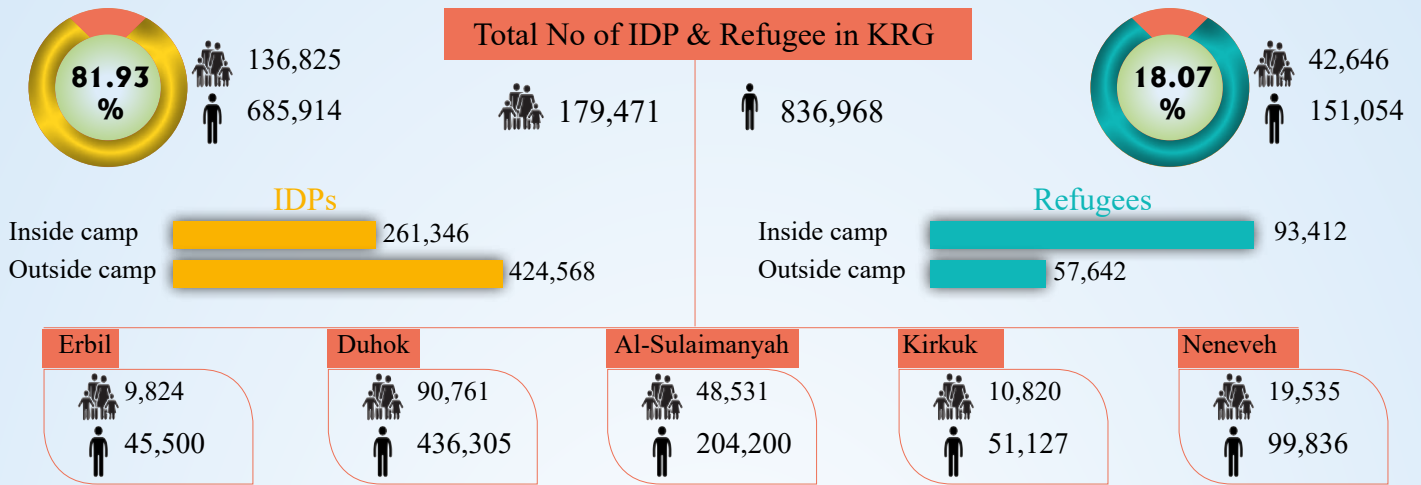 Total No of IDP & Refugee in KRG
179,471
836,968
81.93
%
136,825
685,914
18.07
%
42,646
151,054
IDPs
Inside camp 261,346
Outside camp 424,568
Refugees
Inside camp 93,412
Outside camp 57,642
Erbil
9,824
45,500
Duhok
90,761
436,305
Al-Sulaimanyah
48,531
204,200
Kirkuk
10,820
51,127
Neneveh
19,535
99,836